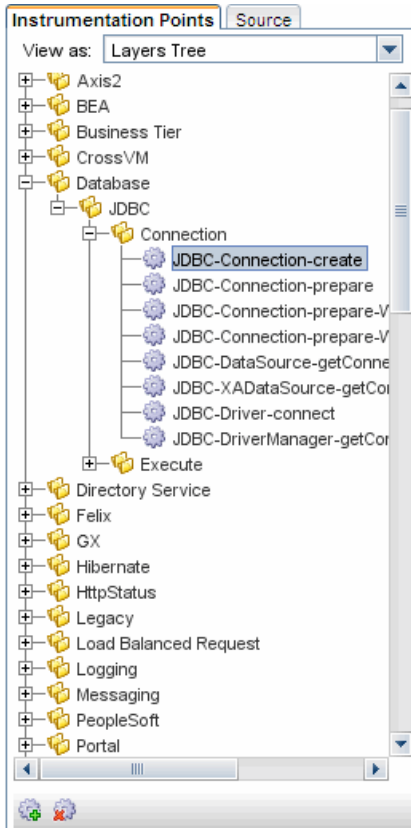 Instrumentation Points Source
View as: Layers Tree
Axis2
BEA
Business Tier
CrossVM
Database
JDBC
Connection
JDBC-Connection-create
JDBC-Connection-prepare
JDBC-Connection-prepare-W
JDBC-Connection-prepare-W
JDBC-DataSource-getConne
JDBC-XADataSource-getCon
JDBC-Driver-connect
JDBC-DriverManager-getCon
Execute
Directory Service
Felix
GX
Hibernate
HttpStatus
Legacy
Load Balanced Request
Logging
Messaging
PeopleSoft
Portal